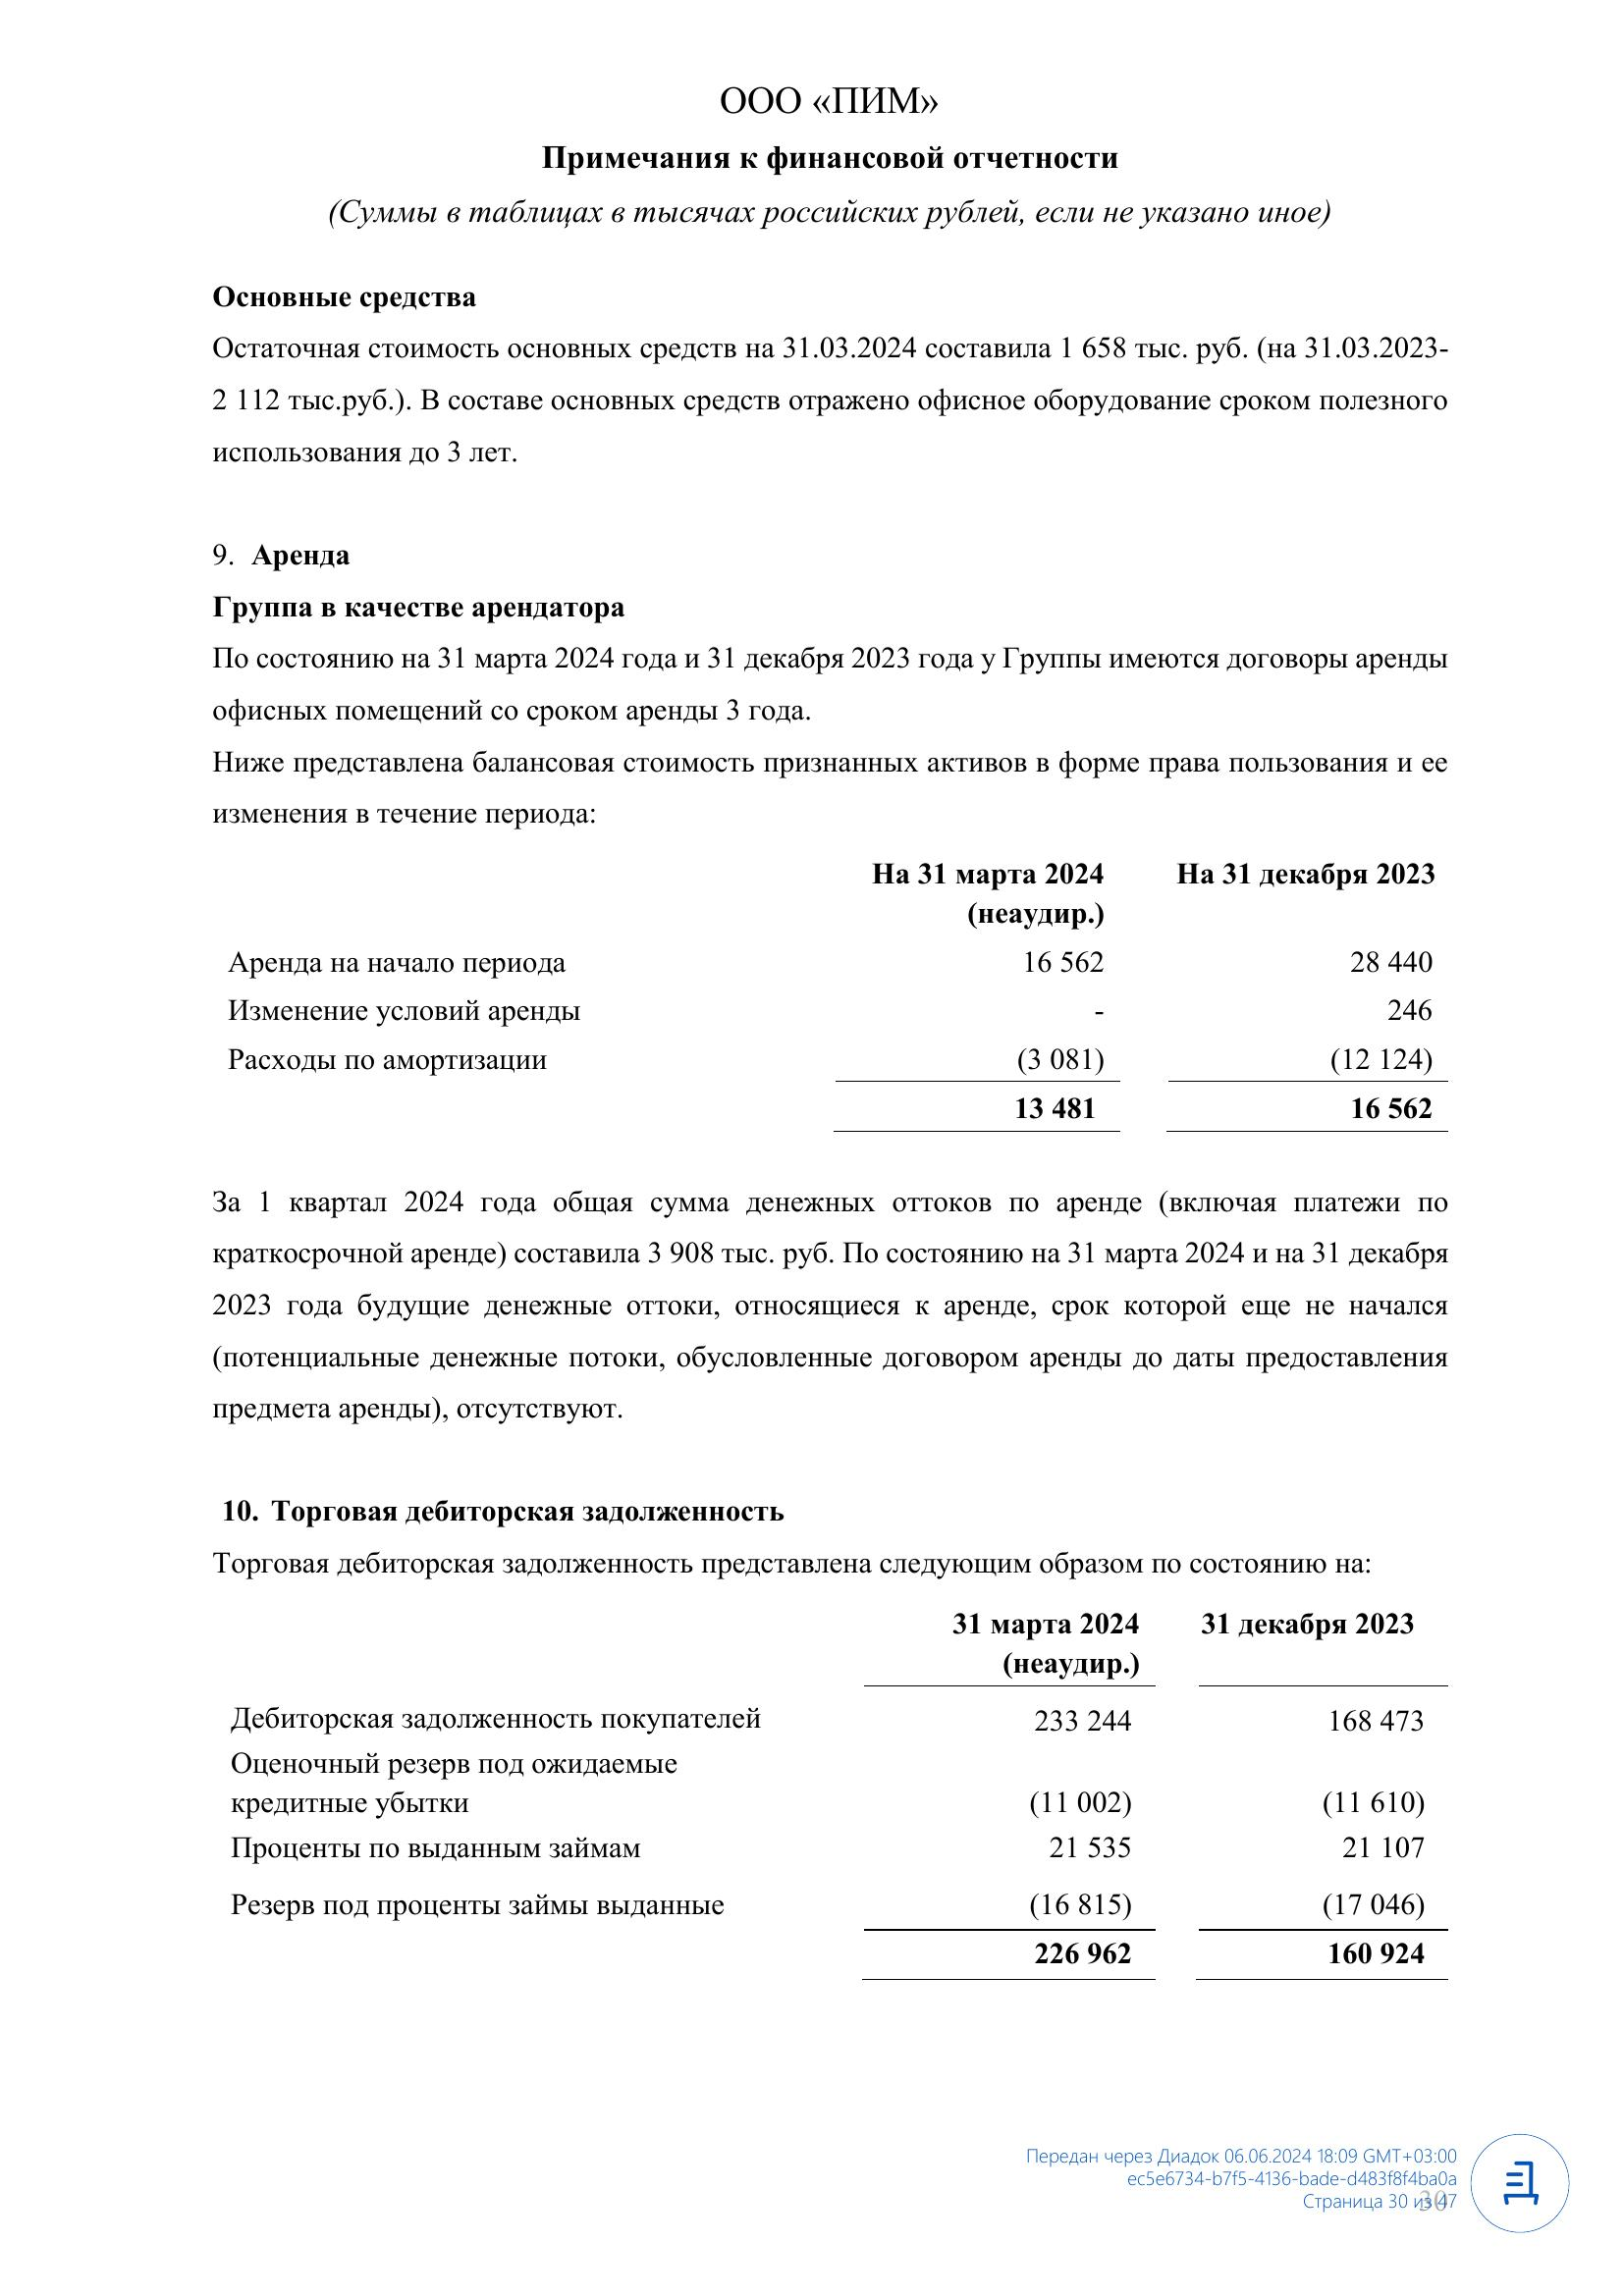 ООО «ПИМ»
Примечания к финансовой отчетности
(Суммы в таблицах в тысячах российских рублей, если не указано иное)
Основные средства
Остаточная стоимость основных средств на 31.03.2024 составила 1 658 тыс. руб. (на 31.03.2023-
2 112 тыс.руб.). В составе основных средств отражено офисное оборудование сроком полезного
использования до 3 лет.
9. Аренда
Группа в качестве арендатора
По состоянию на 31 марта 2024 года и 31 декабря 2023 года у Группы имеются договоры аренды
офисных помещений со сроком аренды 3 года.
Ниже представлена балансовая стоимость признанных активов в форме права пользования и ее
изменения в течение периода:
На 31 марта 2024 На 31 декабря 2023
(неаудир.)
Аренда на начало периода 16 562 28 440
Изменение условий аренды - 246
Расходы по амортизации (3 081) (12 124)
13 481 16 562
За 1 квартал 2024 года общая сумма денежных оттоков по аренде (включая платежи по
краткосрочной аренде) составила 3 908 тыс. руб. По состоянию на 31 марта 2024 и на 31 декабря
2023 года будущие денежные оттоки, относящиеся к аренде, срок которой еще не начался
(потенциальные денежные потоки, обусловленные договором аренды до даты предоставления
предмета аренды), отсутствуют.
10. Торговая дебиторская задолженность
Торговая дебиторская задолженность представлена следующим образом по состоянию на:
31 марта 2024 31 декабря 2023
(неаудир.)
Дебиторская задолженность покупателей 233 244 168 473
Оценочный резерв под ожидаемые
кредитные убытки (11 002) (11 610)
Проценты по выданным займам 21 535 21 107
Резерв под проценты займы выданные (16 815) (17 046)
226 962 160 924
Передан через Диадок 06.06.2024 18:09 GMT+03:00
ec5e6734-b7f5-4136-bade-d483f8f4ba0a
Страница 30 из 47
30